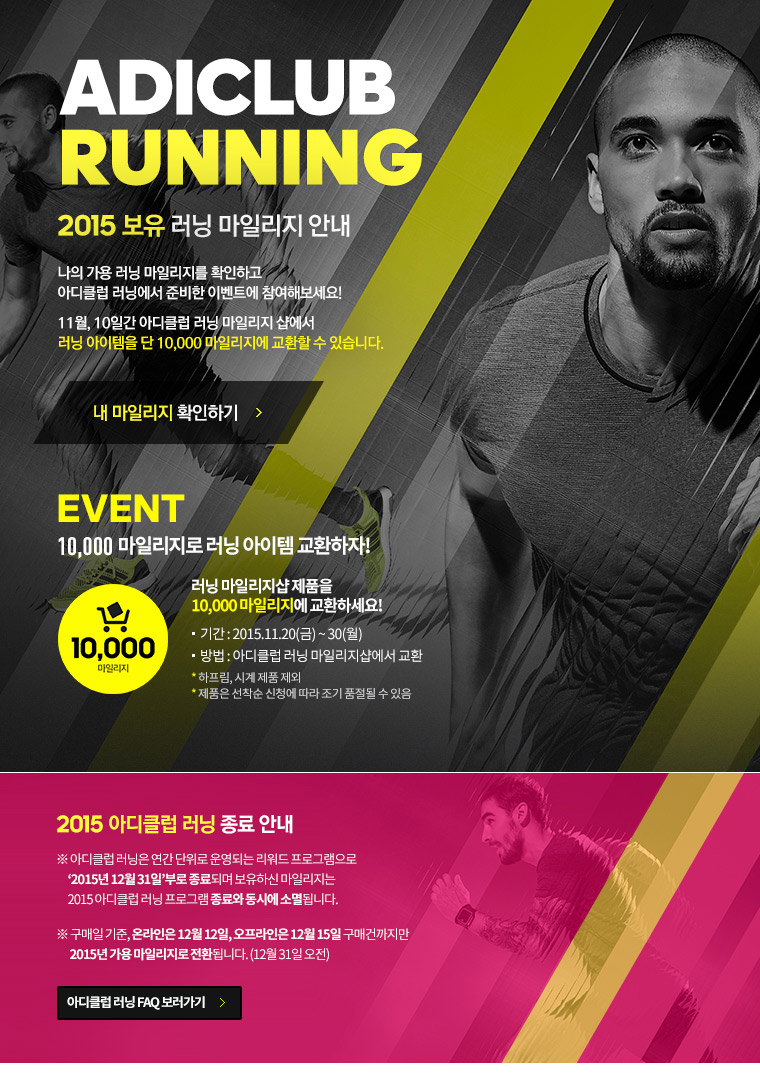 ADICLUB
RUNNING
2015 보유 러닝 마일리지 안내
나의 가용 러닝 마일리지를 확인하고
아디클럽 러닝에서 준비한 이벤트에 참여해보세요!
11월, 10일간 아디클럽 러닝 마일리지 샵에서
러닝 아이템을 단 10,000 마일리지에 교환할 수 있습니다.
내 마일리지 확인하기 >
EVENT
10,000 마일리지로 러닝 아이템 교환하자!
10,000
마일리지
러닝 마일리지샵 제품을
10,000 마일리지에 교환하세요!
• 기간 : 2015.11.20(금) ~ 30(월)
• 방법 : 아디클럽 러닝 마일리지샵에서 교환
* 하프림, 시계 제품 제외
* 제품은 선착순 신청에 따라 조기 품절될 수 있음
2015 아디클럽 러닝 종료 안내
※ 아디클럽 러닝은 연간 단위로 운영되는 리워드 프로그램으로
‘2015년 12월 31일’부로 종료되며 보유하신 마일리지는
2015 아디클럽 러닝 프로그램 종료와 동시에 소멸됩니다.
※ 구매일 기준, 온라인은 12월 12일, 오프라인은 12월 15일 구매건까지만
2015년 가용 마일리지로 전환됩니다. (12월 31일 오전)
아디클럽 러닝 FAQ 보러가기 >